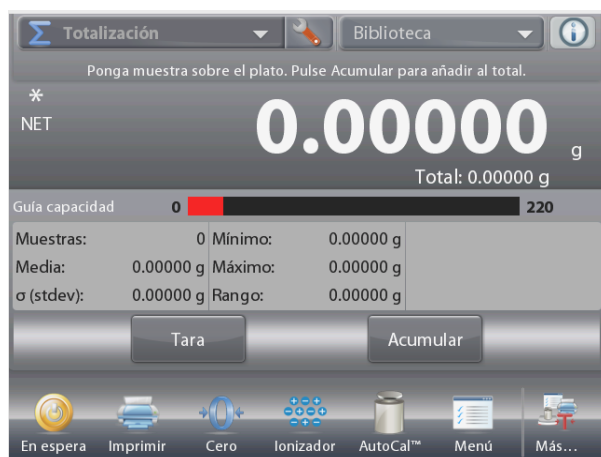 Totalización Biblioteca
Ponga muestra sobre el plato. Pulse Acumular para añadir al total.
*
NET
0.00000 g
Total: 0.00000 g
Guía capacidad 0 220
Muestras: 0 Mínimo: 0.00000 g
Media: 0.00000 g Máximo: 0.00000 g
σ (stdev): 0.00000 g Rango: 0.00000 g
Tara Acumular
En espera Imprimir Cero Ionizador AutoCal™ Menú Más...